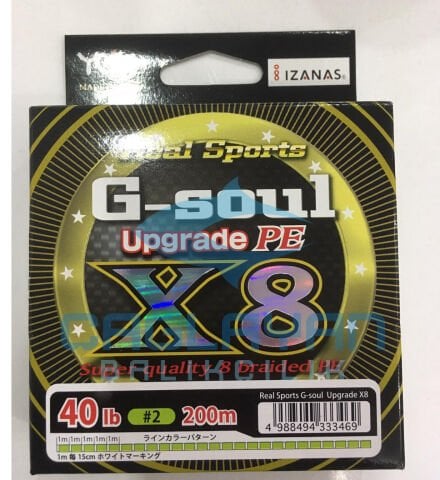 IZANAS®
Real Sports
G-soul
Upgrade PE
X8
Super-quality 8 braided PE
40 lb #2 200m
Real Sports G-soul Upgrade X8
4 988494 333469
1m 1m 1m 1m 1m ラインカラーパターン
1m 毎 15cm ホワイトマーキング